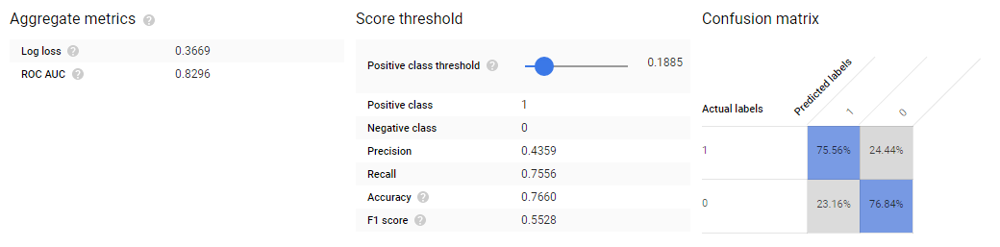 Aggregate metrics ?
Log loss ? 0.3669
ROC AUC ? 0.8296
Score threshold
Positive class threshold ? 0.1885
Positive class 1
Negative class 0
Precision 0.4359
Recall 0.7556
Accuracy ? 0.7660
F1 score ? 0.5528
Confusion matrix
Predicted labels
Actual labels
1 0
1 75.56% 24.44%
0 23.16% 76.84%